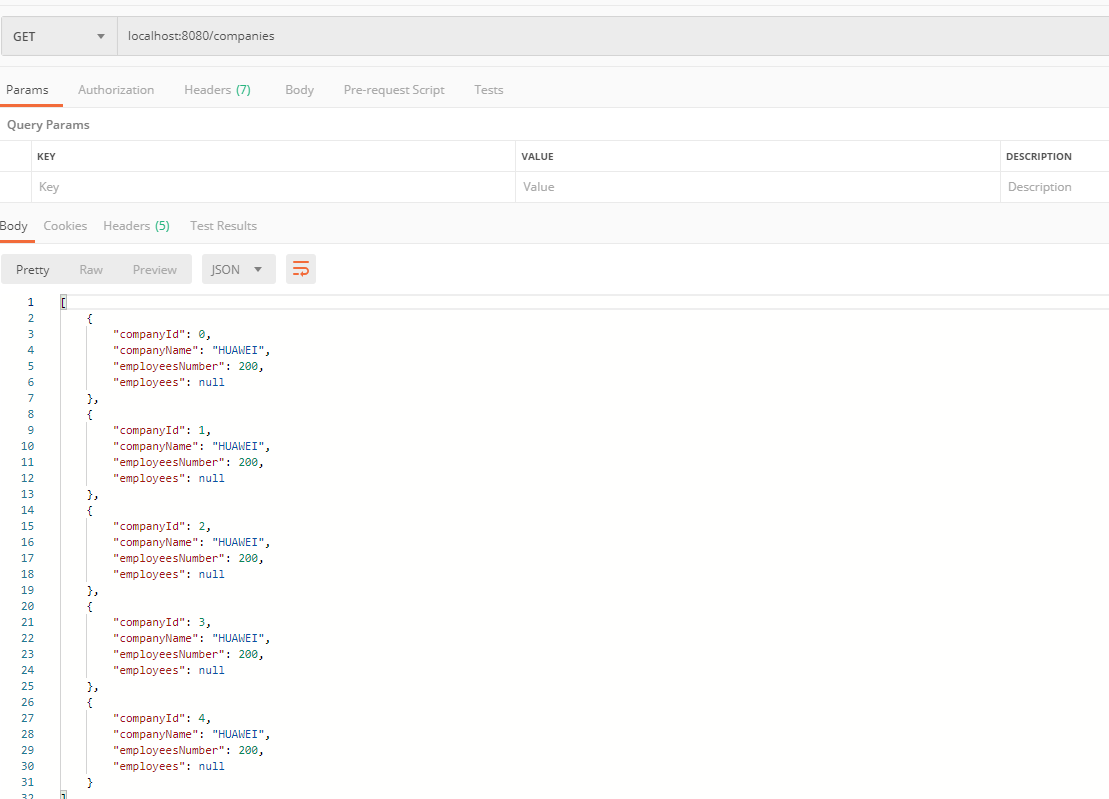 GET localhost:8080/companies
Params Authorization Headers (7) Body Pre-request Script Tests
Query Params
KEY VALUE DESCRIPTION
Key Value Description
Body Cookies Headers (5) Test Results
Pretty Raw Preview JSON
1 [
2 {
3 "companyId": 0,
4 "companyName": "HUAWEI",
5 "employeesNumber": 200,
6 "employees": null
7 },
8 {
9 "companyId": 1,
10 "companyName": "HUAWEI",
11 "employeesNumber": 200,
12 "employees": null
13 },
14 {
15 "companyId": 2,
16 "companyName": "HUAWEI",
17 "employeesNumber": 200,
18 "employees": null
19 },
20 {
21 "companyId": 3,
22 "companyName": "HUAWEI",
23 "employeesNumber": 200,
24 "employees": null
25 },
26 {
27 "companyId": 4,
28 "companyName": "HUAWEI",
29 "employeesNumber": 200,
30 "employees": null
31 }
32 ]